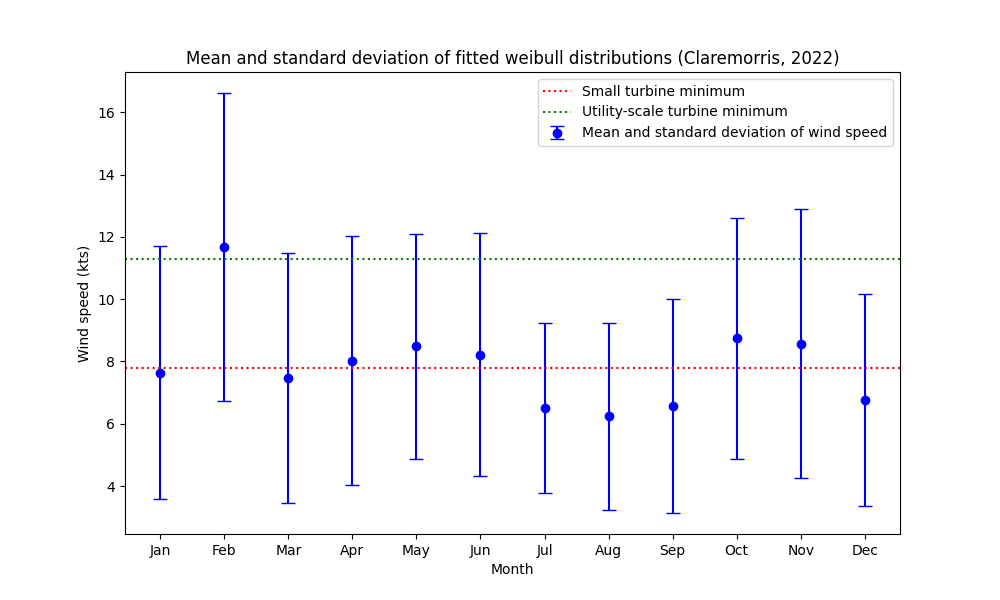 Mean and standard deviation of fitted weibull distributions (Claremorris, 2022)
Small turbine minimum
Utility-scale turbine minimum
Mean and standard deviation of wind speed
Wind speed (kts)
16
14
12
10
8
6
4
Jan Feb Mar Apr May Jun Jul Aug Sep Oct Nov Dec
Month